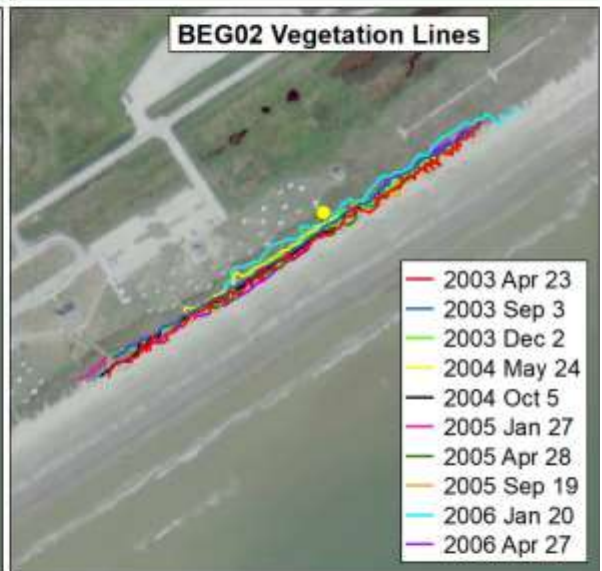 BEG02 Vegetation Lines
2003 Apr 23
2003 Sep 3
2003 Dec 2
2004 May 24
2004 Oct 5
2005 Jan 27
2005 Apr 28
2005 Sep 19
2006 Jan 20
2006 Apr 27